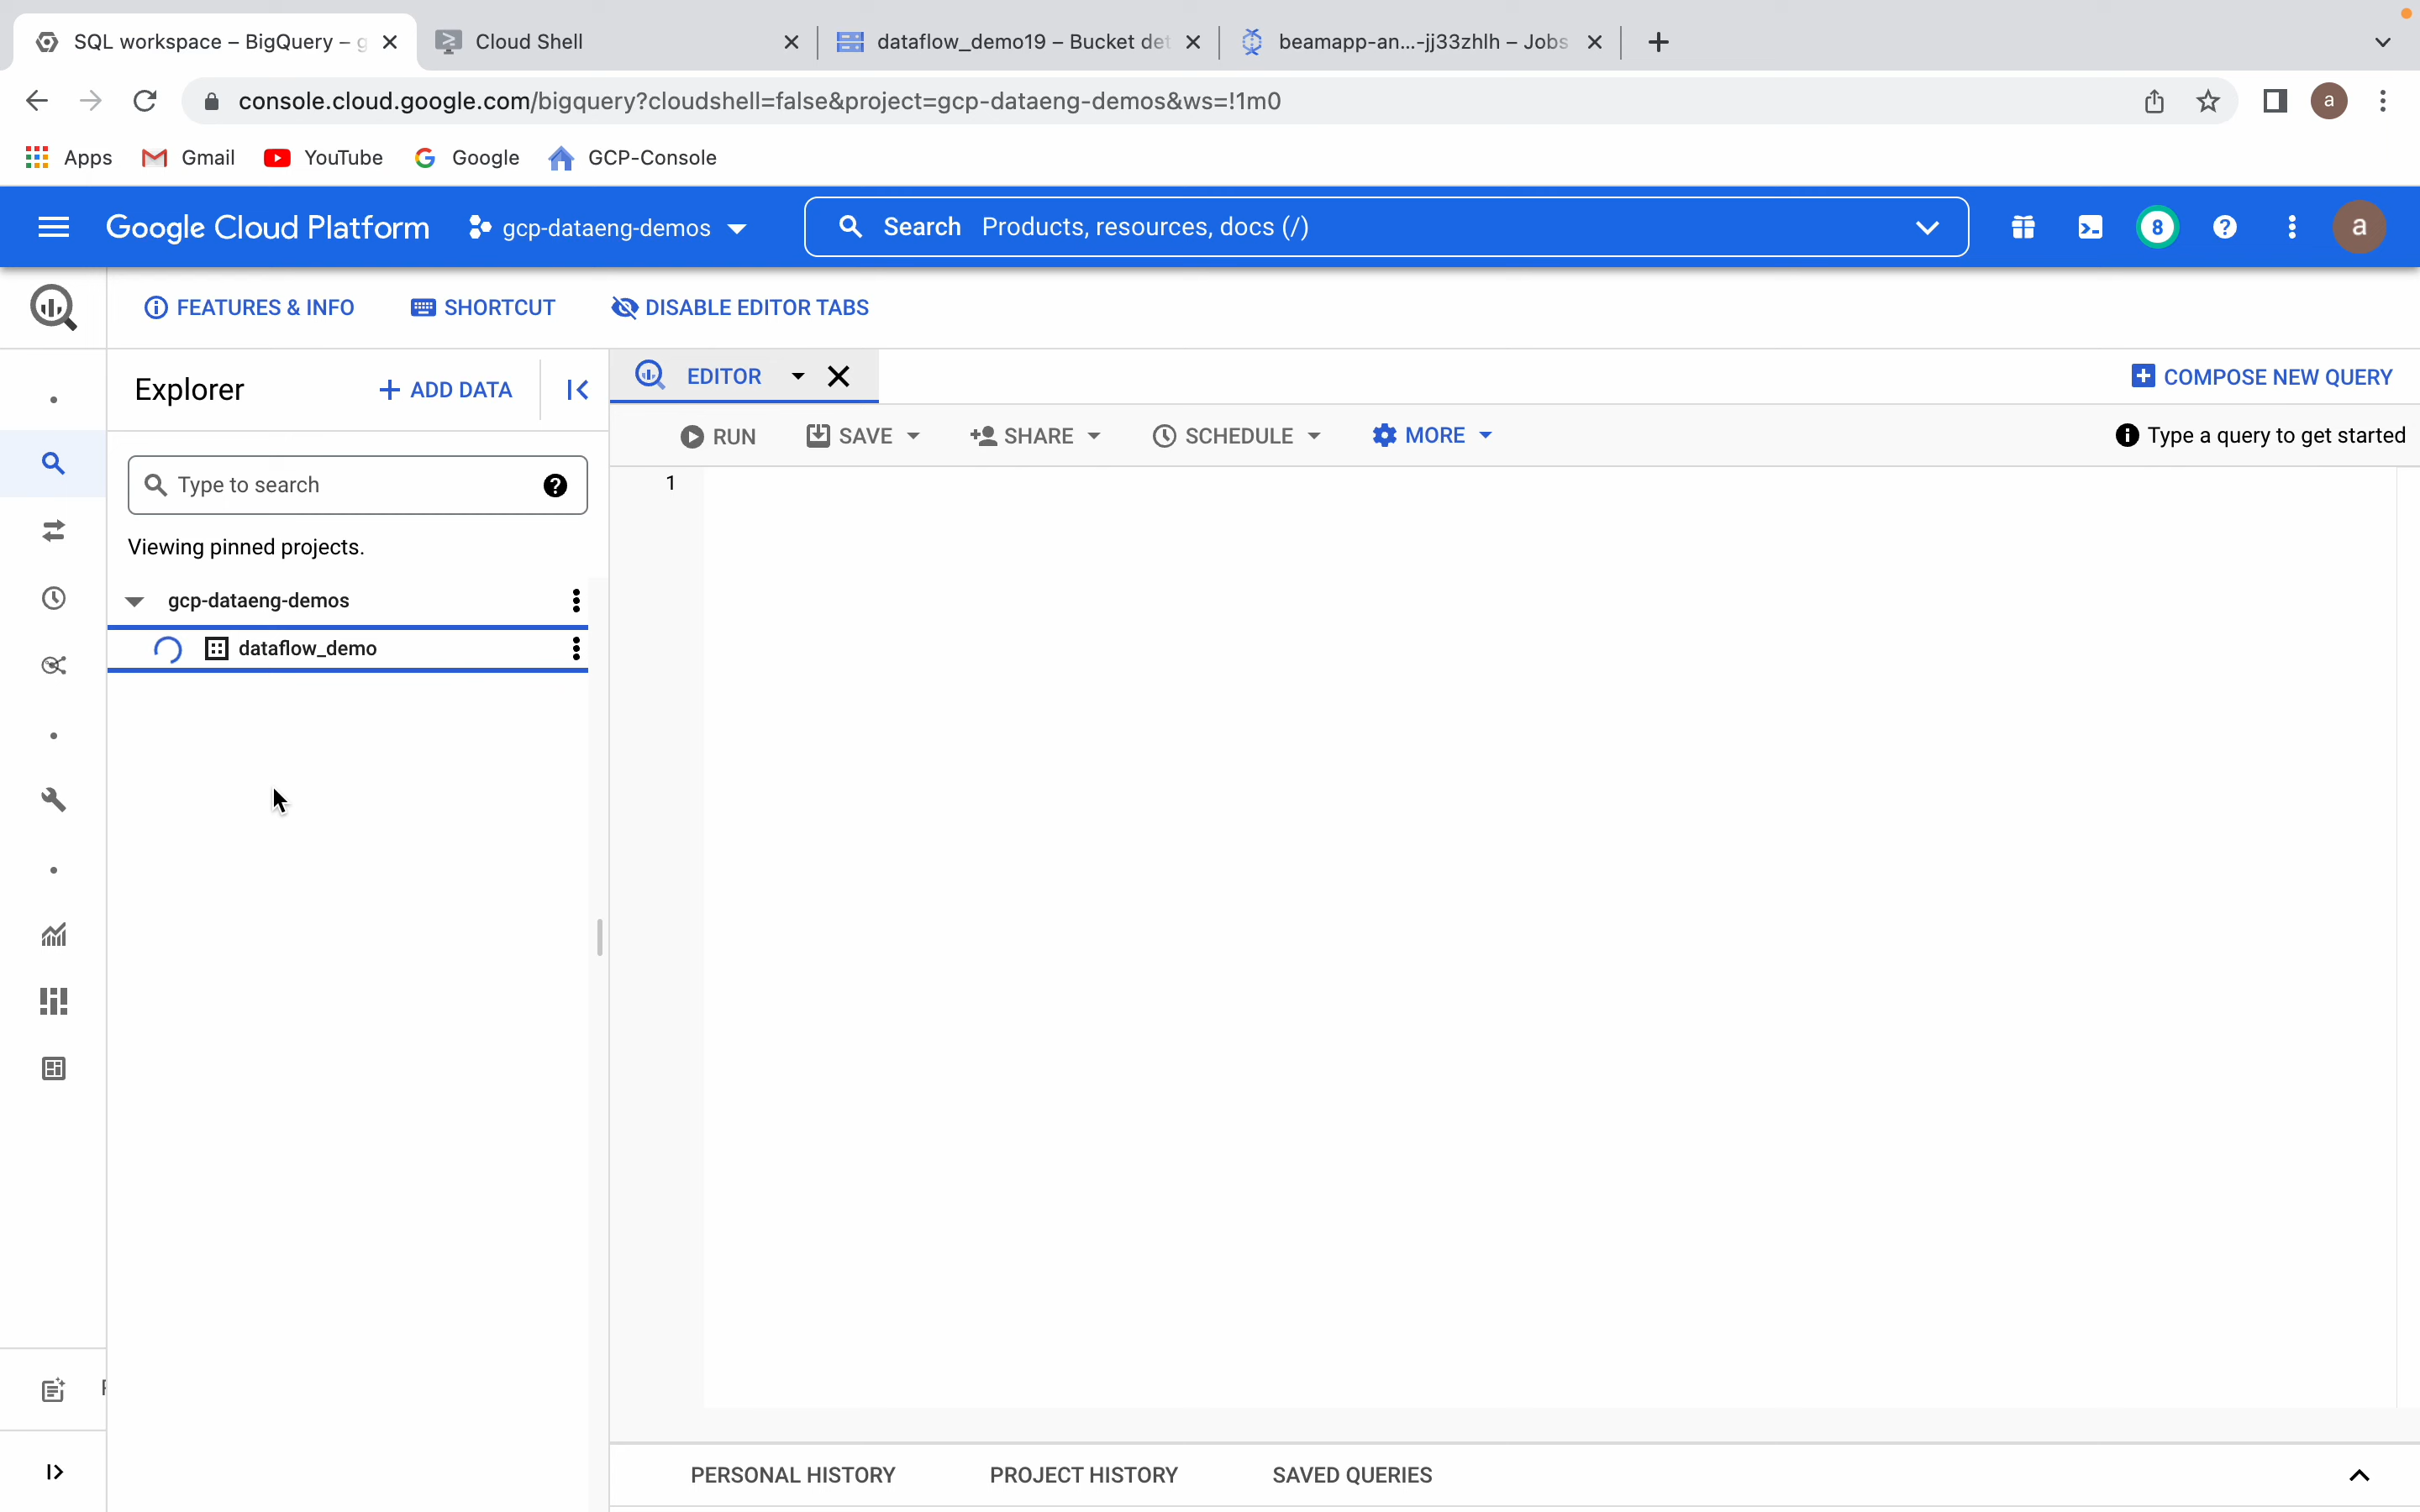 SQL workspace – BigQuery – g
Cloud Shell
dataflow_demo19 – Bucket det
beamapp-an...-jj33zhlh – Jobs
console.cloud.google.com/bigquery?cloudshell=false&project=gcp-dataeng-demos&ws=!1m0
a
Apps
Gmail
YouTube
Google
GCP-Console
Google Cloud Platform
gcp-dataeng-demos
Search Products, resources, docs (/)
8
a
FEATURES & INFO
SHORTCUT
DISABLE EDITOR TABS
Explorer
+ ADD DATA
EDITOR
COMPOSE NEW QUERY
RUN
SAVE
SHARE
SCHEDULE
MORE
Type a query to get started
Type to search
1
Viewing pinned projects.
gcp-dataeng-demos
dataflow_demo
PERSONAL HISTORY
PROJECT HISTORY
SAVED QUERIES